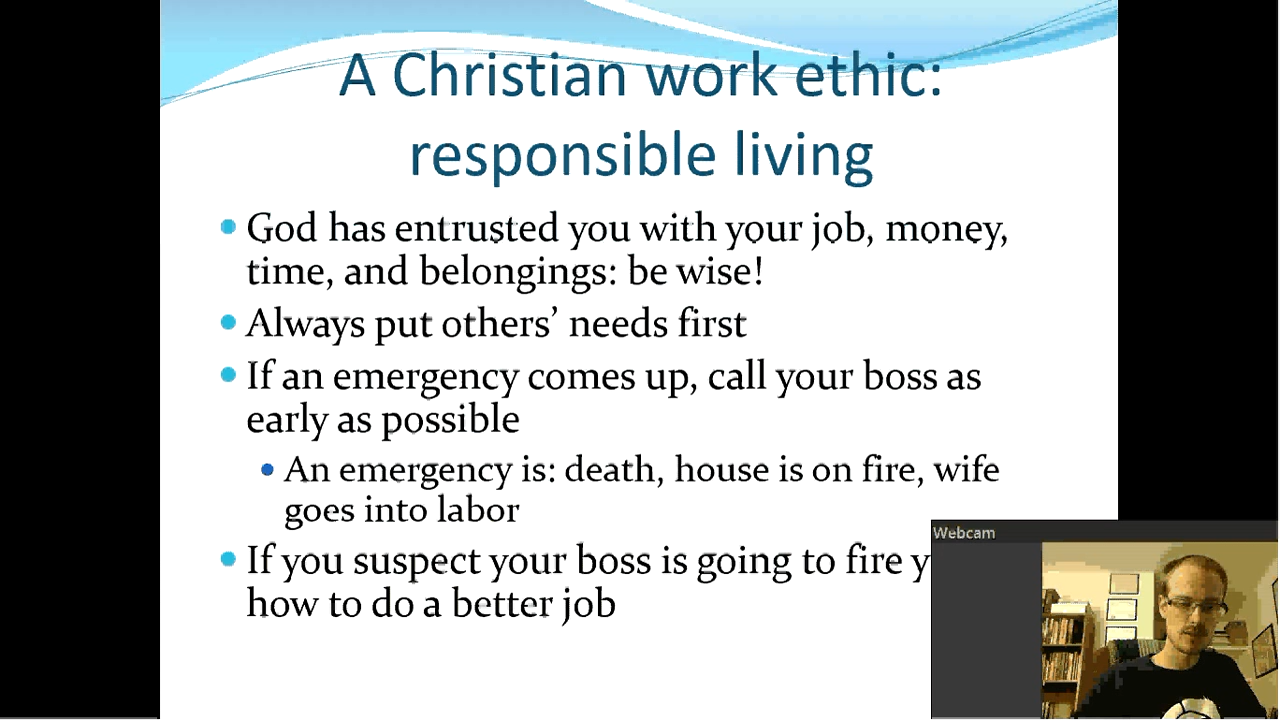 A Christian work ethic:
responsible living
God has entrusted you with your job, money,
time, and belongings: be wise!
Always put others’ needs first
If an emergency comes up, call your boss as
early as possible
An emergency is: death, house is on fire, wife
goes into labor
If you suspect your boss is going to fire
how to do a better job
Webcam